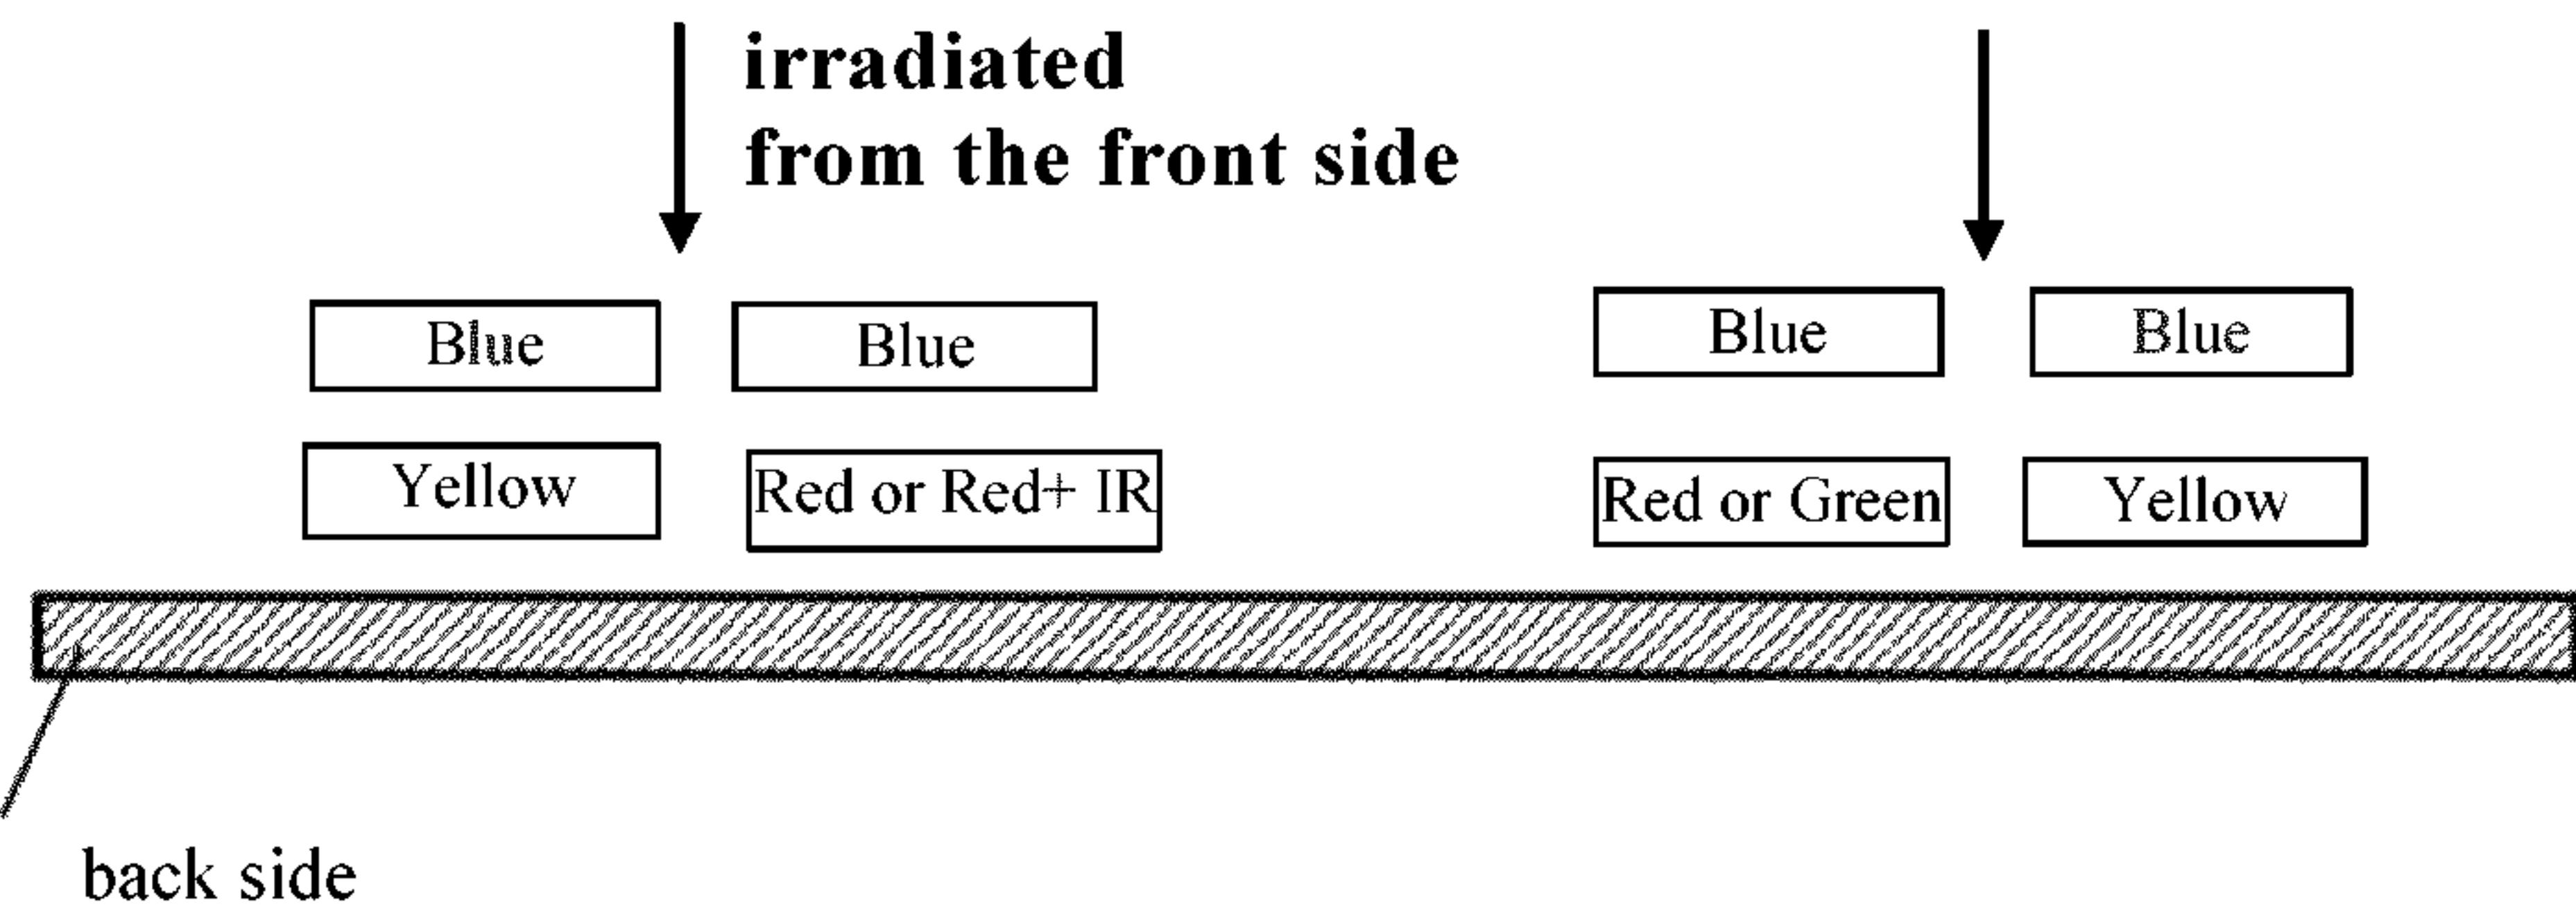 irradiated
from the front side
Blue
Blue
Blue
Blue
Yellow
Red or Red+ IR
Red or Green
Yellow
back side